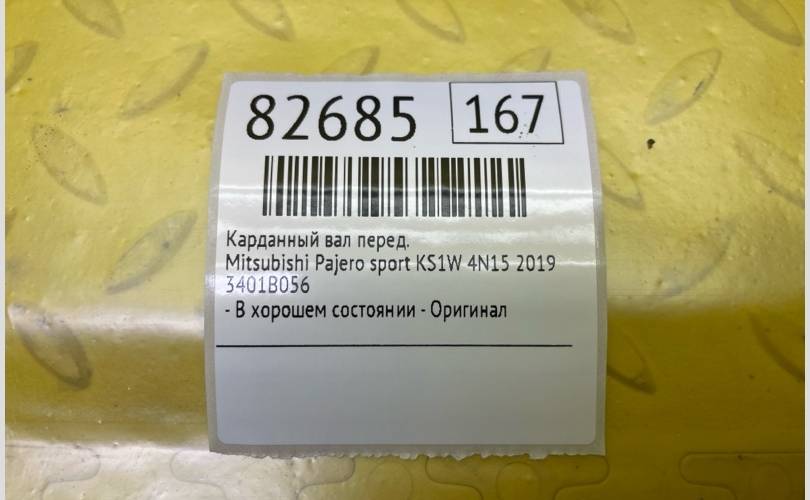 82685 167
Карданный вал перед.
Mitsubishi Pajero sport KS1W 4N15 2019
3401B056
- В хорошем состоянии - Оригинал